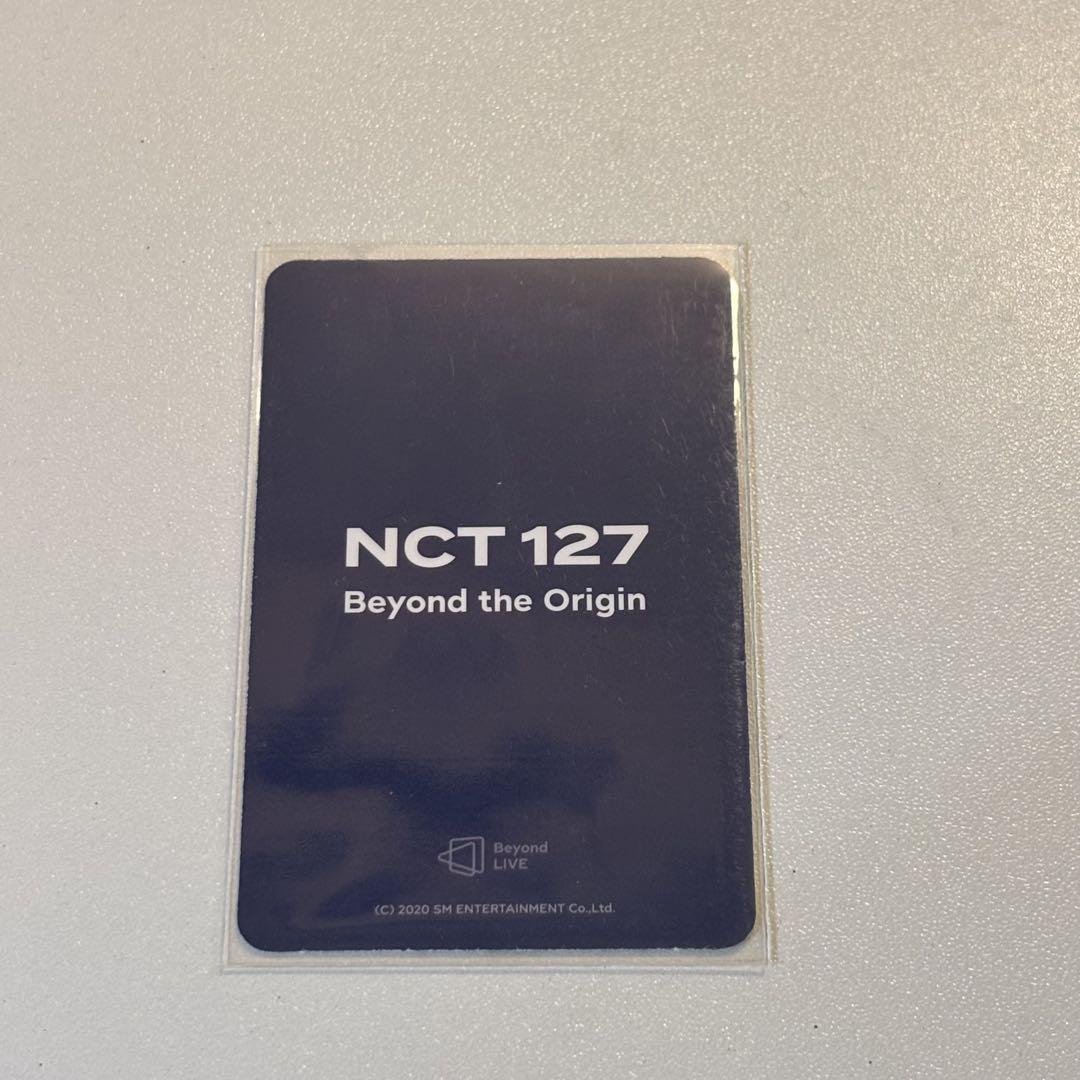 NCT 127
Beyond the Origin
Beyond
LIVE
(C) 2020 SM ENTERTAINMENT Co.,Ltd.